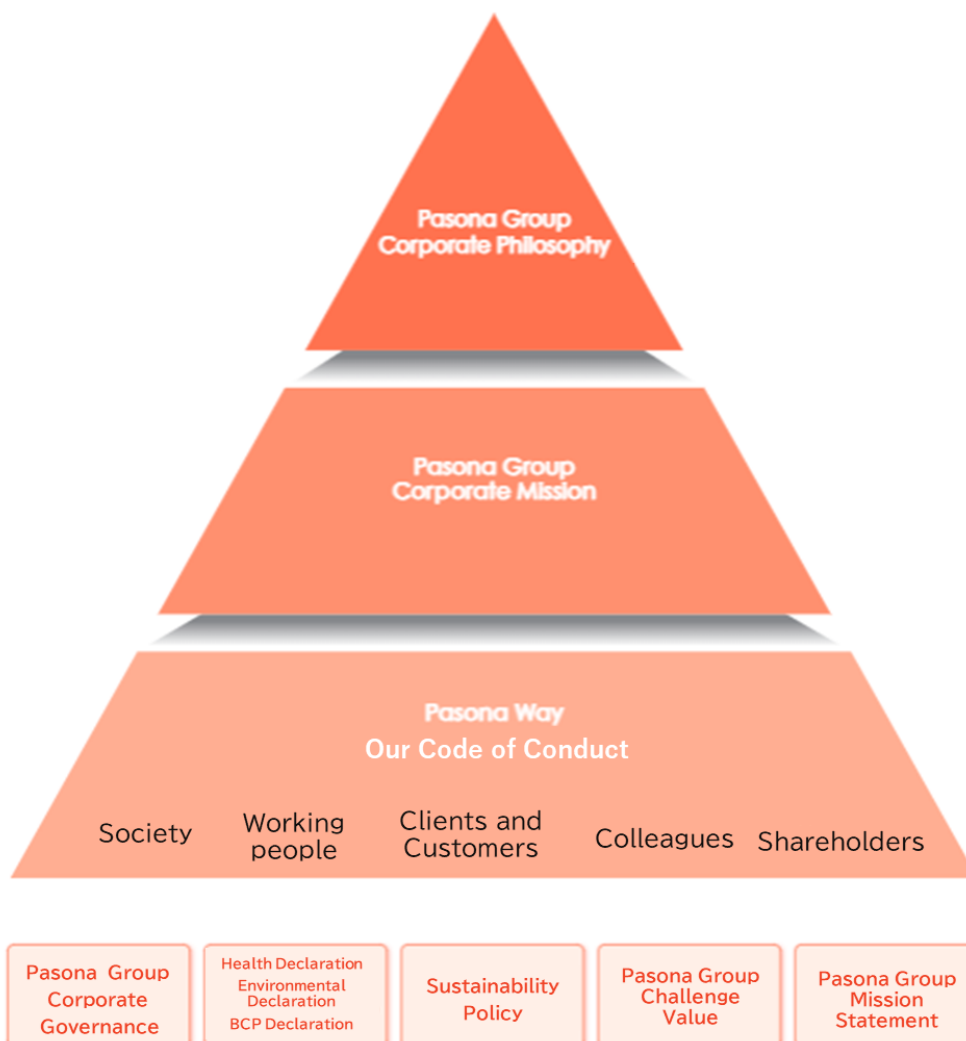 Pasona Group
Corporate Philosophy
Pasona Group
Corporate Mission
Pasona Way
Our Code of Conduct
Society
Working
people
Clients and
Customers
Colleagues
Shareholders
Pasona Group
Corporate
Governance
Health Declaration
Environmental
Declaration
BCP Declaration
Sustainability
Policy
Pasona Group
Challenge
Value
Pasona Group
Mission
Statement